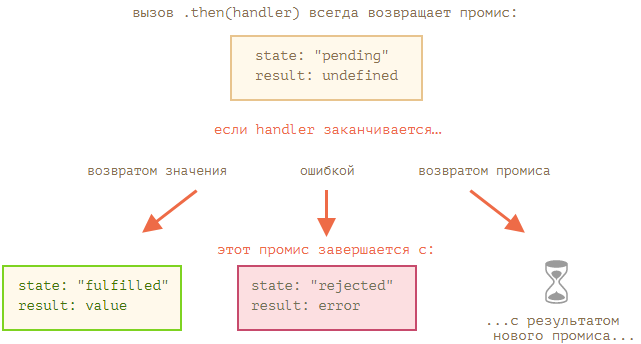 вызов .then(handler) всегда возвращает промис:
state: "pending"
result: undefined
если handler заканчивается…
возвратом значения
ошибкой
возвратом промиса
этот промис завершается с:
state: "fulfilled"
result: value
state: "rejected"
result: error
...с результатом
нового промиса...